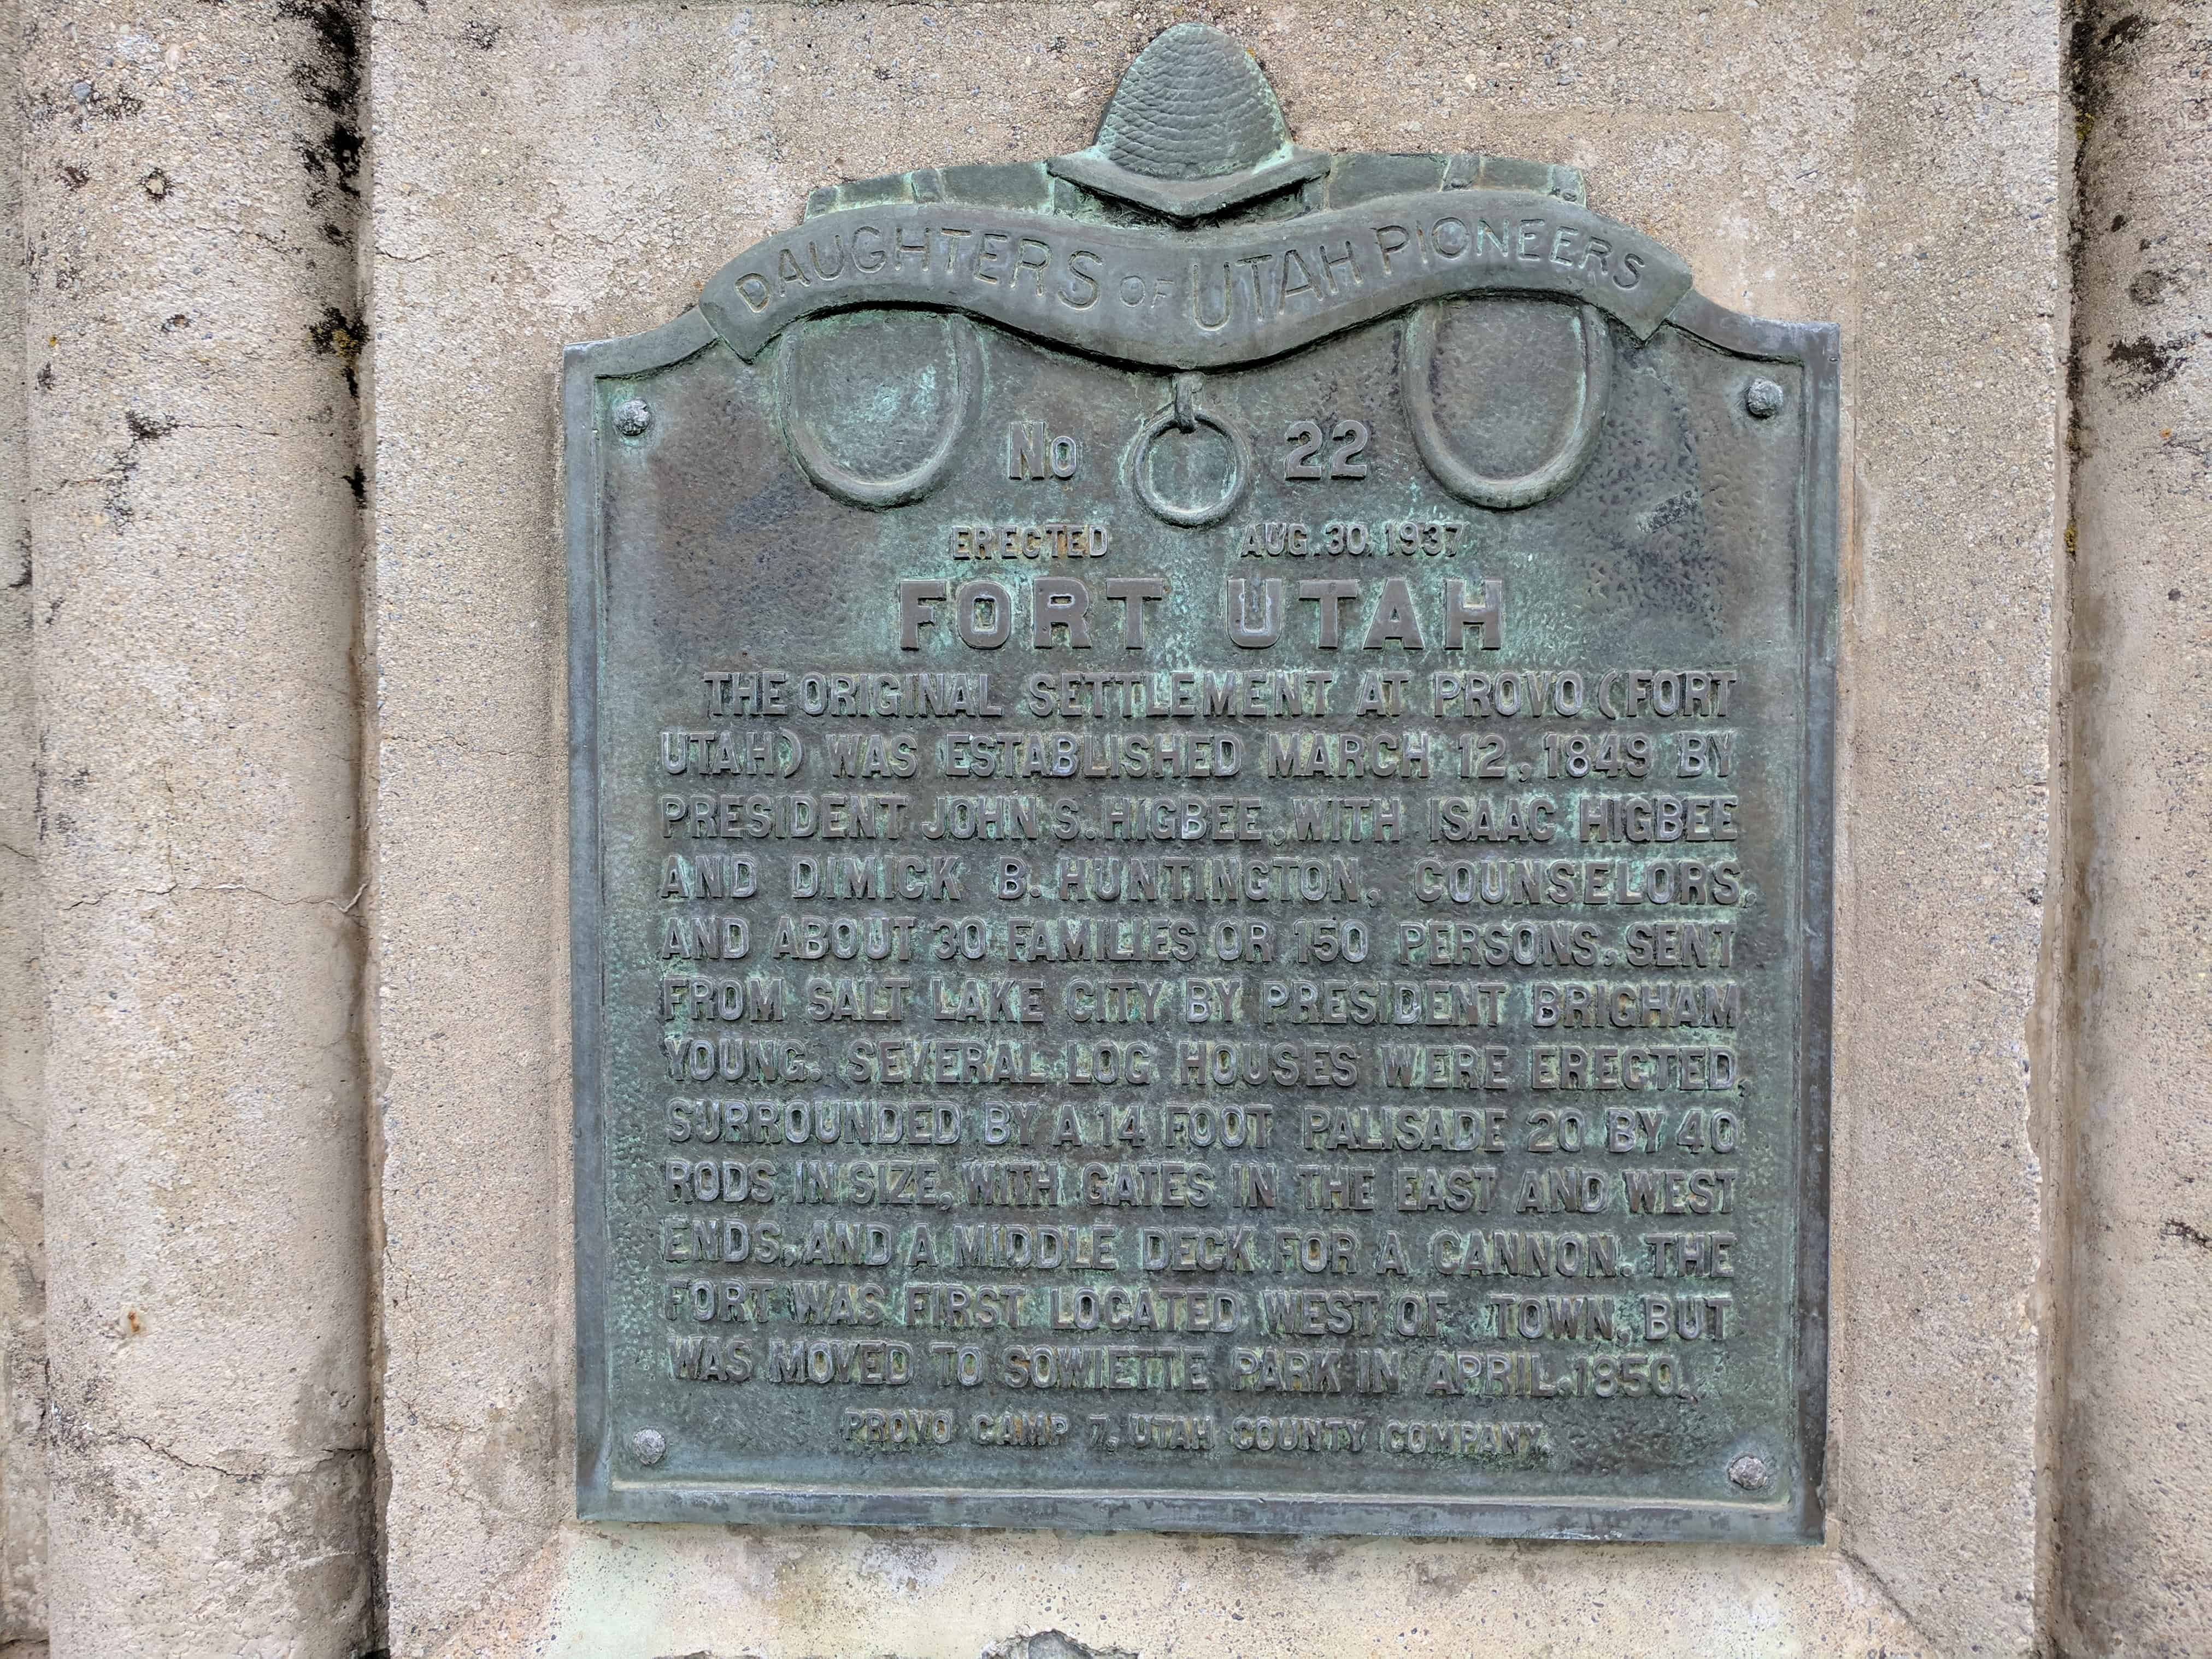 DAUGHTERS OF UTAH PIONEERS
No 22
ERECTED AUG. 30, 1937
FORT UTAH
THE ORIGINAL SETTLEMENT AT PROVO (FORT
UTAH) WAS ESTABLISHED MARCH 12, 1849 BY
PRESIDENT JOHN S. HIGBEE, WITH ISAAC HIGBEE
AND DIMICK B. HUNTINGTON, COUNSELORS,
AND ABOUT 30 FAMILIES OR 150 PERSONS, SENT
FROM SALT LAKE CITY BY PRESIDENT BRIGHAM
YOUNG. SEVERAL LOG HOUSES WERE ERECTED,
SURROUNDED BY A 14 FOOT PALISADE 20 BY 40
RODS IN SIZE, WITH GATES IN THE EAST AND WEST
ENDS, AND A MIDDLE DECK FOR A CANNON. THE
FORT WAS FIRST LOCATED WEST OF TOWN, BUT
WAS MOVED TO SOWIETTE PARK IN APRIL, 1850.
PROVO CAMP 7, UTAH COUNTY COMPANY.